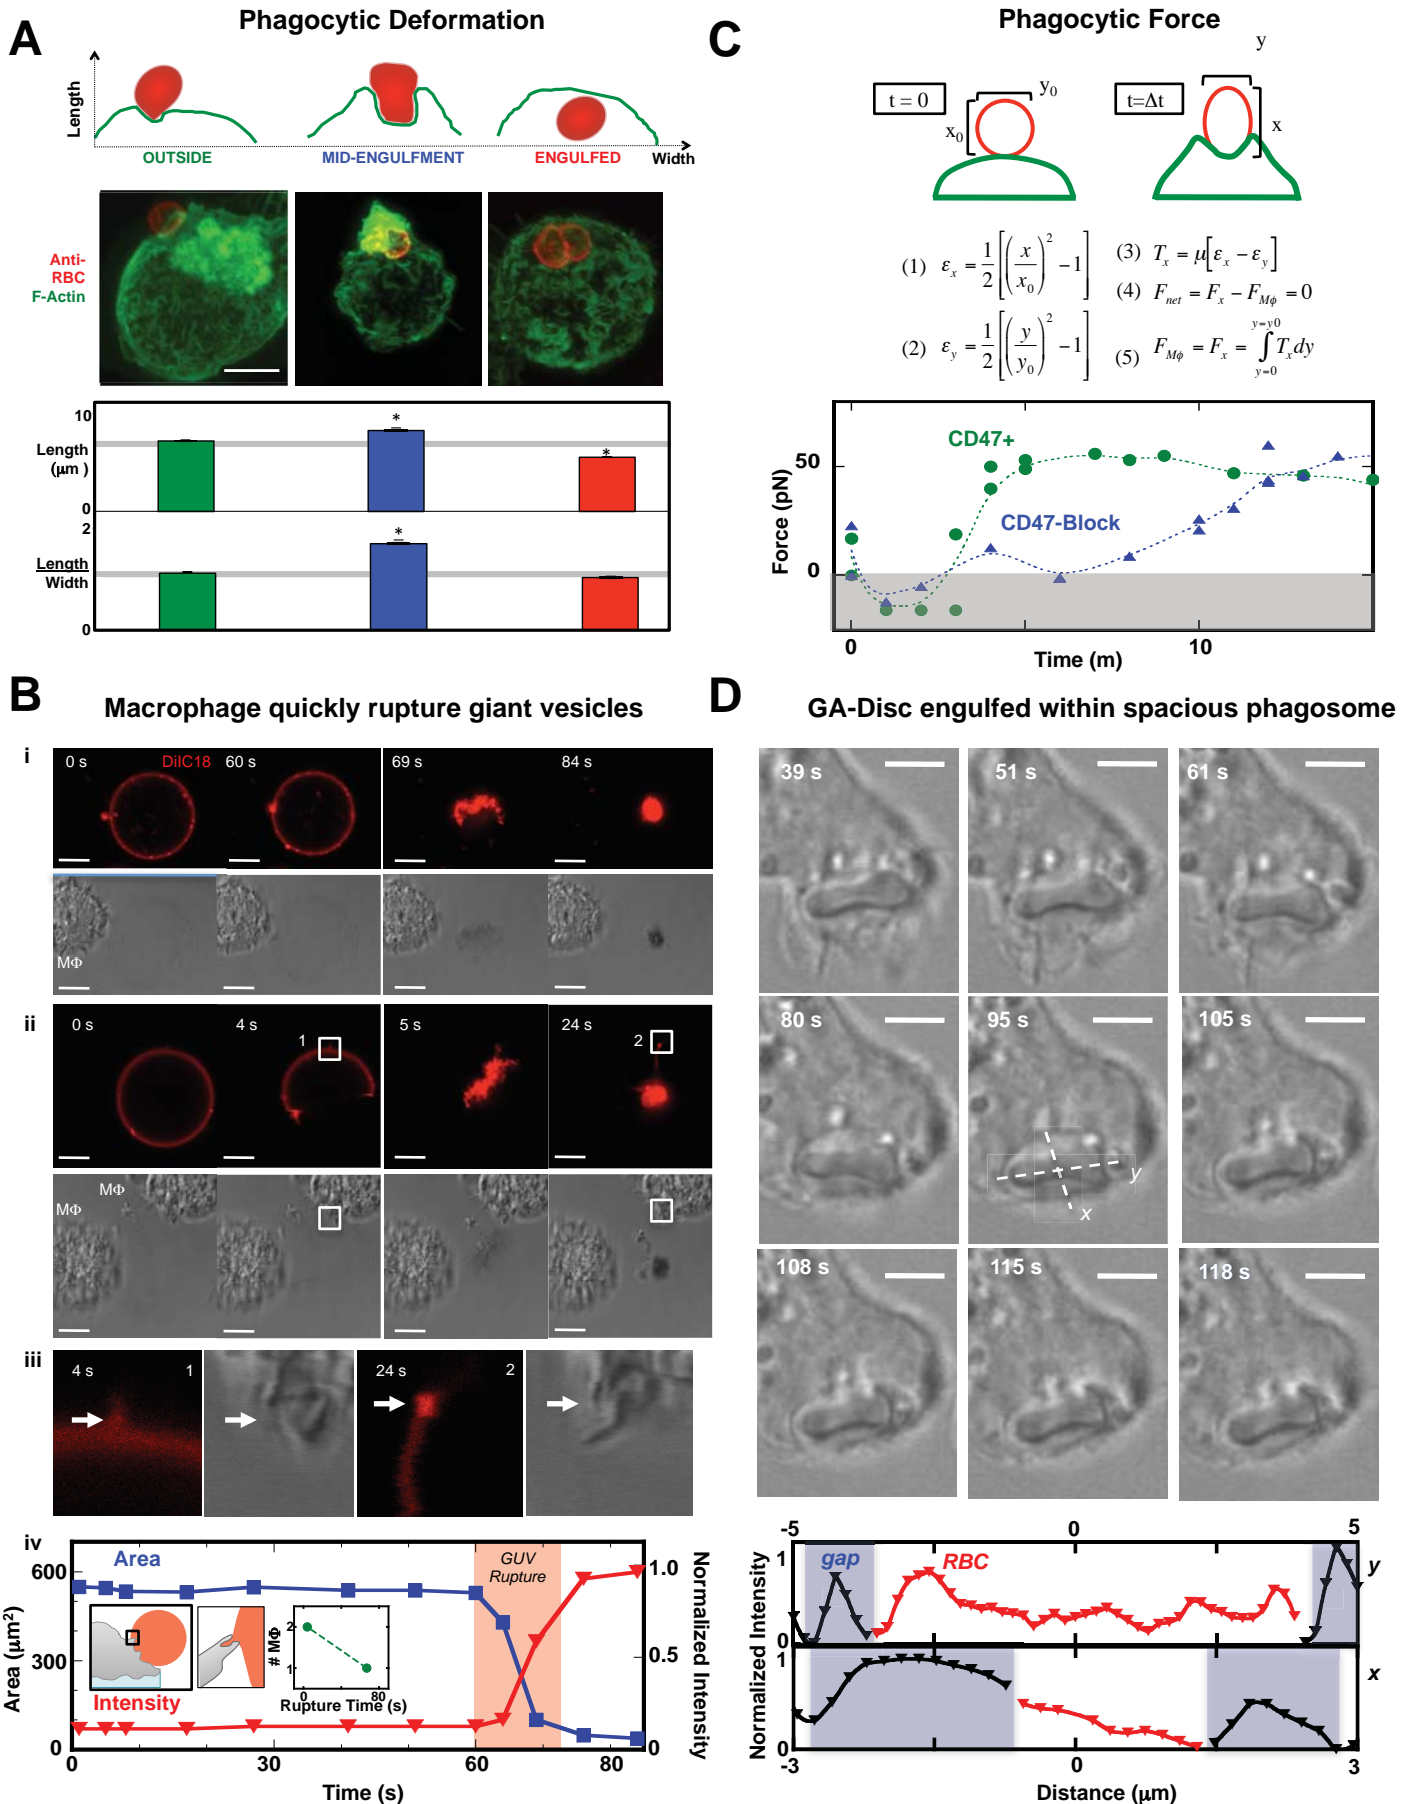 A
Phagocytic Deformation
Length
OUTSIDE
MID-ENGULFMENT
ENGULFED
Width
Anti-
RBC
F-Actin
10
*
*
Length
(μm )
0
2
*
Length
Width
0
C
Phagocytic Force
y
t = 0
y0
x0
t=Δt
x
(1) εx = 1/2 [(x/x0)^2 − 1]
(2) εy = 1/2 [(y/y0)^2 − 1]
(3) Tx = μ[εx − εy]
(4) Fnet = Fx − FMϕ = 0
(5) FMϕ = Fx = ∫ y=0 y=y0 Tx dy
CD47+
CD47-Block
Force (pN)
50
0
0
10
Time (m)
B
Macrophage quickly rupture giant vesicles
i
0 s
DiIC18
60 s
69 s
84 s
MΦ
ii
0 s
4 s
1
5 s
24 s
2
MΦ
MΦ
iii
4 s
1
24 s
2
iv
Area
GUV
Rupture
600
300
0
Area (μm2)
Intensity
# MΦ
2
1
0
80
Rupture Time (s)
1.0
0.5
0
Normalized Intensity
0
30
60
80
Time (s)
D
GA-Disc engulfed within spacious phagosome
39 s
51 s
61 s
80 s
95 s
105 s
y
x
108 s
115 s
118 s
-5
0
5
1
gap
RBC
y
0
1
x
0
Normalized Intensity
-3
0
3
Distance (μm)